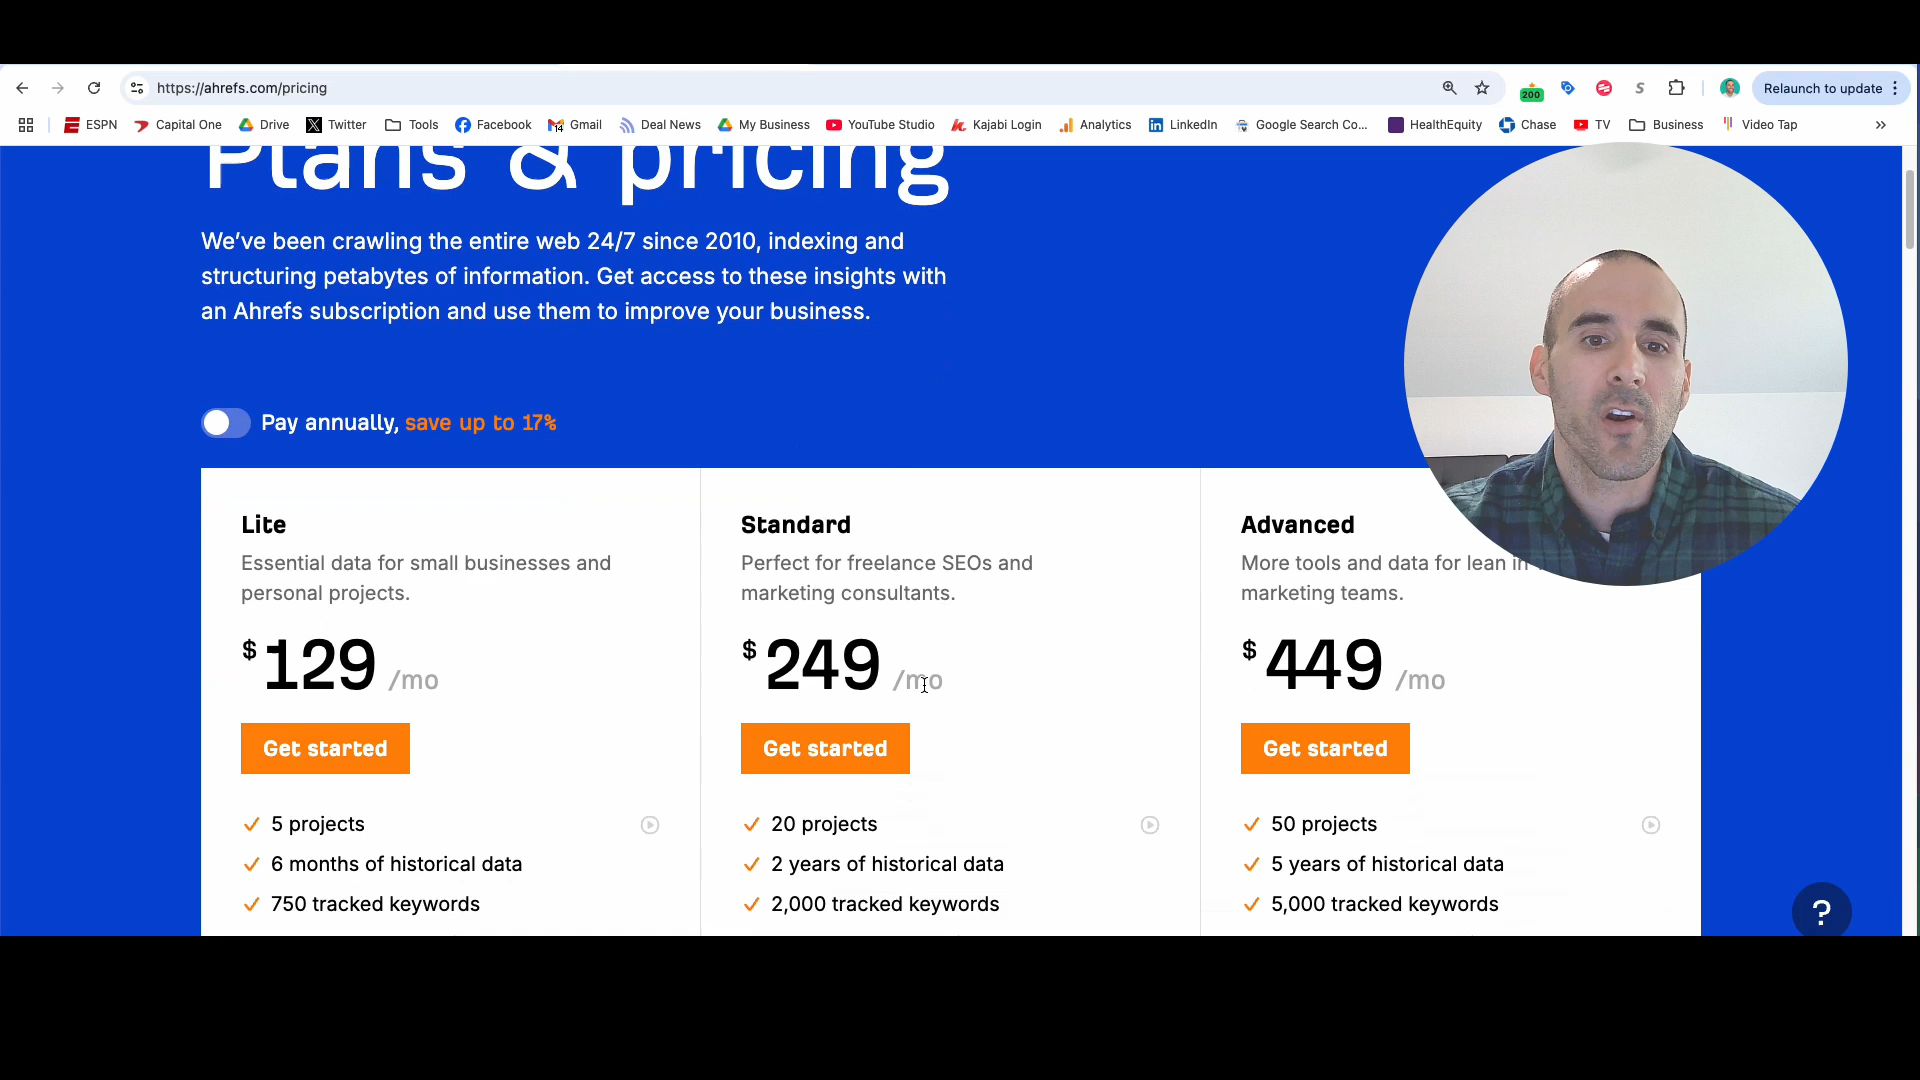 https://ahrefs.com/pricing
200
Relaunch to update
ESPN
Capital One
Drive
Twitter
Tools
Facebook
14
Gmail
Deal News
My Business
YouTube Studio
Kajabi Login
Analytics
LinkedIn
Google Search Co...
HealthEquity
Chase
TV
Business
Video Tap
Plans & pricing
We've been crawling the entire web 24/7 since 2010, indexing and
structuring petabytes of information. Get access to these insights with
an Ahrefs subscription and use them to improve your business.
Pay annually, save up to 17%
Lite
Essential data for small businesses and
personal projects.
$129 /mo
Get started
5 projects
6 months of historical data
750 tracked keywords
Standard
Perfect for freelance SEOs and
marketing consultants.
$249 /mo
Get started
20 projects
2 years of historical data
2,000 tracked keywords
Advanced
More tools and data for lean in
marketing teams.
$449 /mo
Get started
50 projects
5 years of historical data
5,000 tracked keywords
?